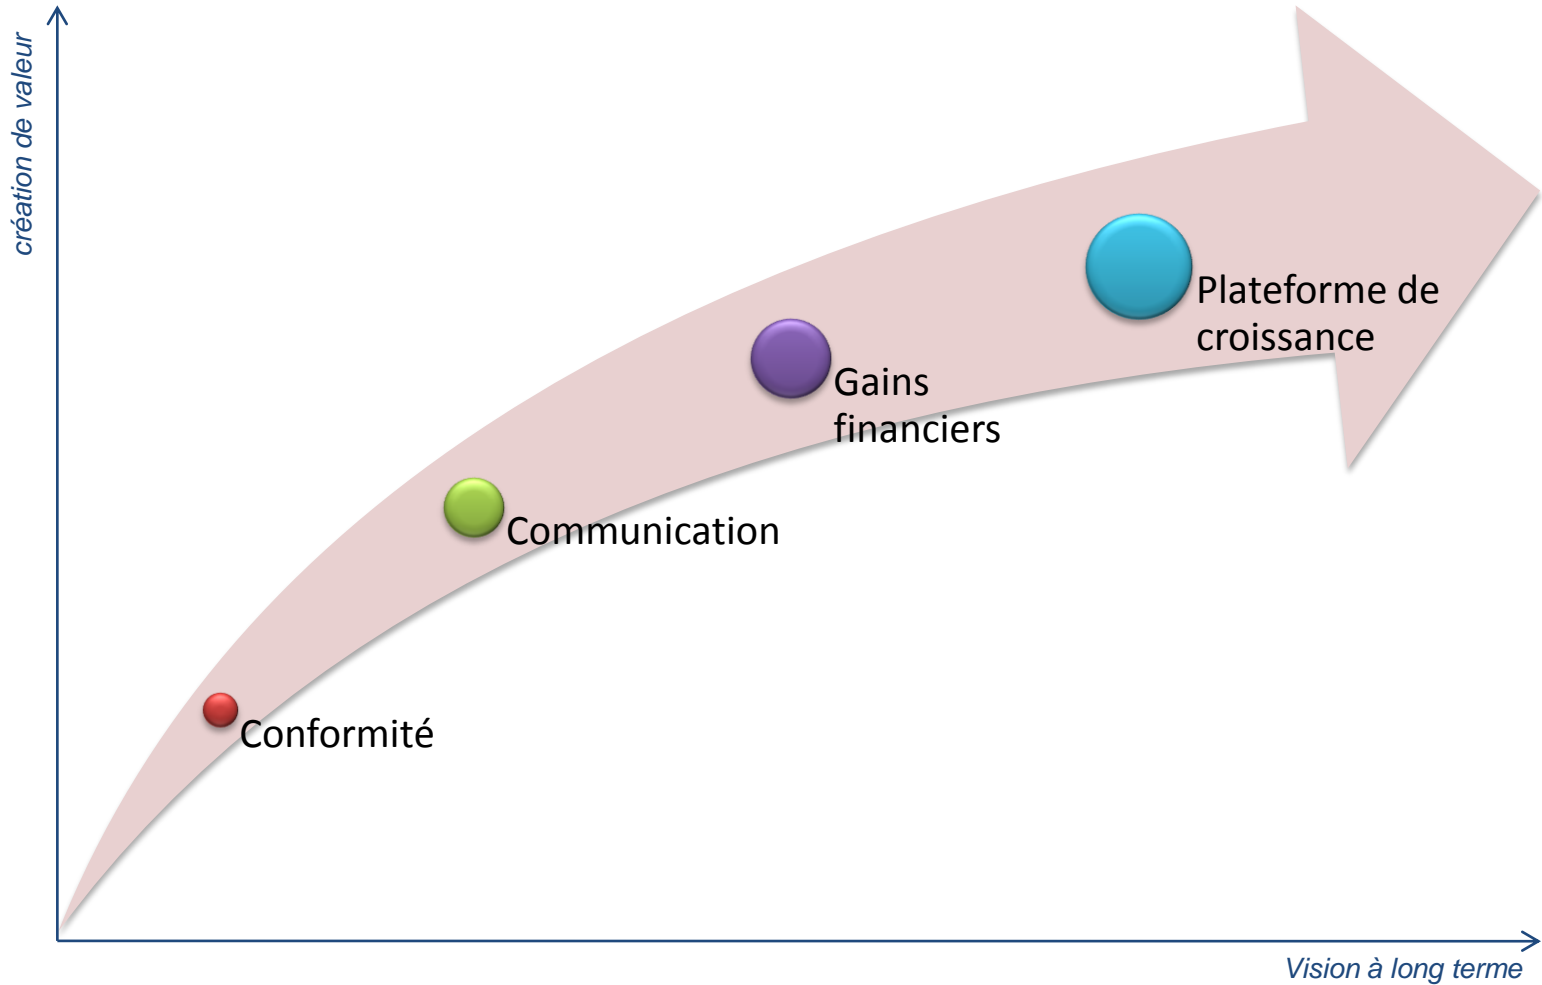 création de valeur
Plateforme de
croissance
Gains
financiers
Communication
Conformité
Vision à long terme